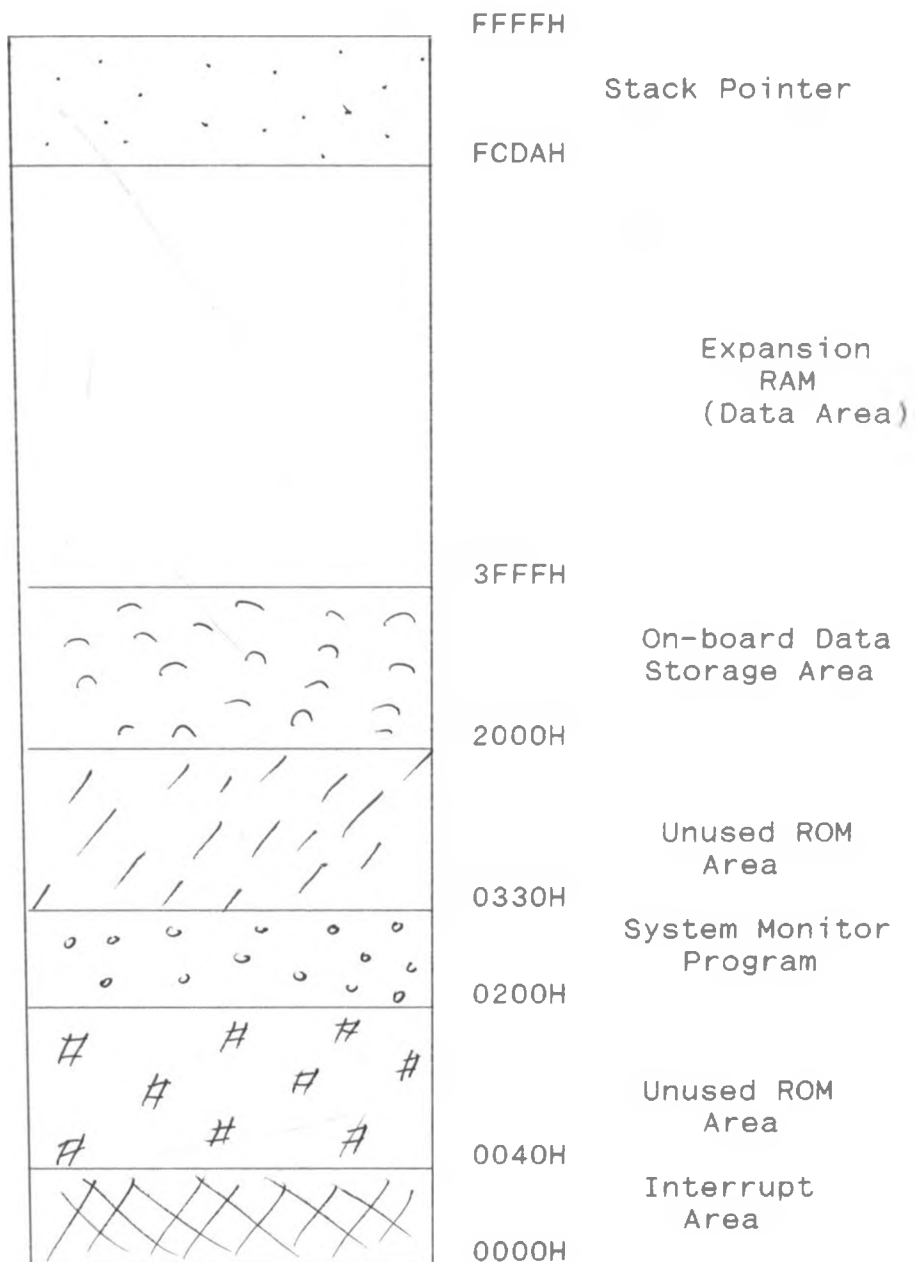 FFFFH
Stack Pointer
FCDAH
Expansion
RAM
(Data Area)
3FFFH
On-board Data
Storage Area
2000H
Unused ROM
Area
0330H
System Monitor
Program
0200H
Unused ROM
Area
0040H
Interrupt
Area
0000H